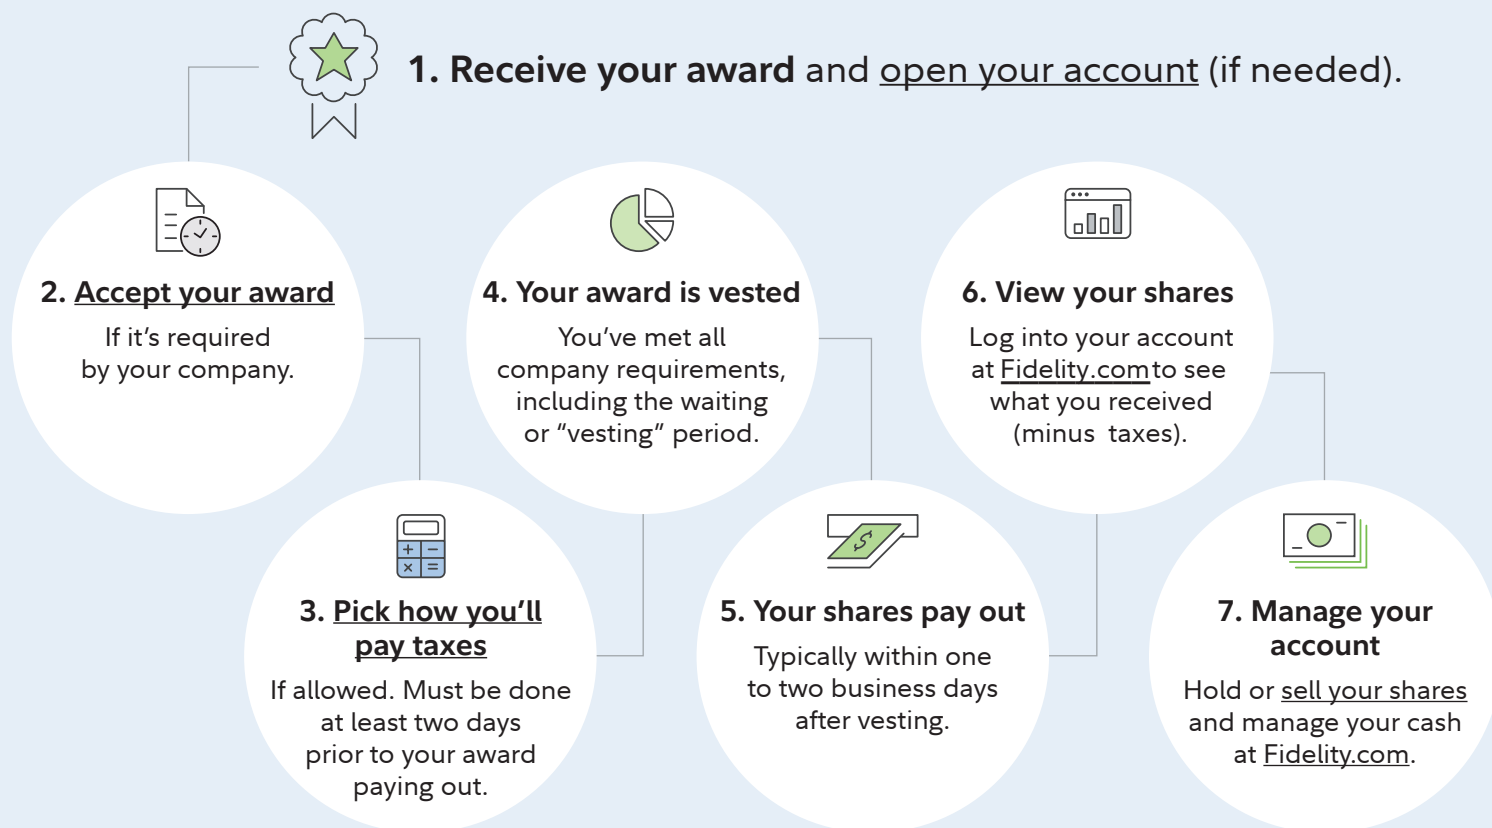 1. Receive your award and open your account (if needed).
2. Accept your award
If it’s required
by your company.
3. Pick how you’ll
pay taxes
If allowed. Must be done
at least two days
prior to your award
paying out.
4. Your award is vested
You’ve met all
company requirements,
including the waiting
or “vesting” period.
5. Your shares pay out
Typically within one
to two business days
after vesting.
6. View your shares
Log into your account
at Fidelity.com to see
what you received
(minus taxes).
7. Manage your
account
Hold or sell your shares
and manage your cash
at Fidelity.com.